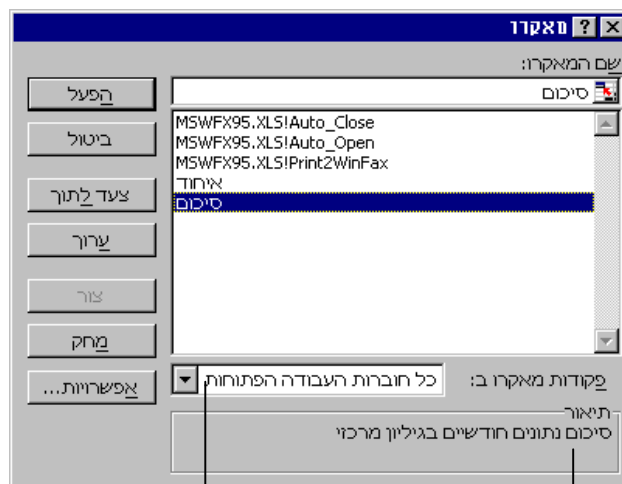 מאקרו
שם המאקרו:
סיכום
MSWFX95.XLS!Auto_Close
MSWFX95.XLS!Auto_Open
MSWFX95.XLS!Print2WinFax
איחוד
סיכום
הפעל
ביטול
צעד לתוך
ערוך
צור
מחק
אפשרויות...
פקודות מאקרו ב:
כל חוברות העבודה הפתוחות
תיאור
סיכום נתונים חודשיים בגיליון מרכזי